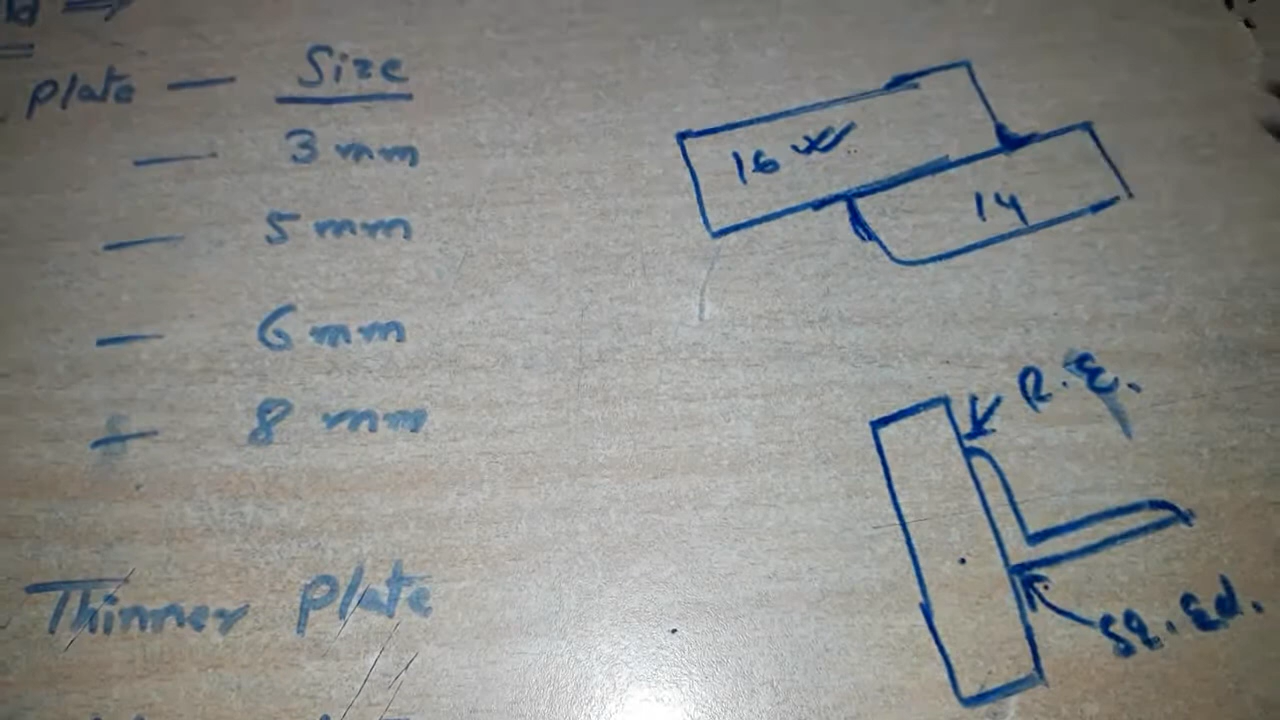 Plate — Size
— 3 mm
— 5 mm
— 6 mm
— 8 mm
Thinner Plate
16
14
R.E.
Sq. Ed.